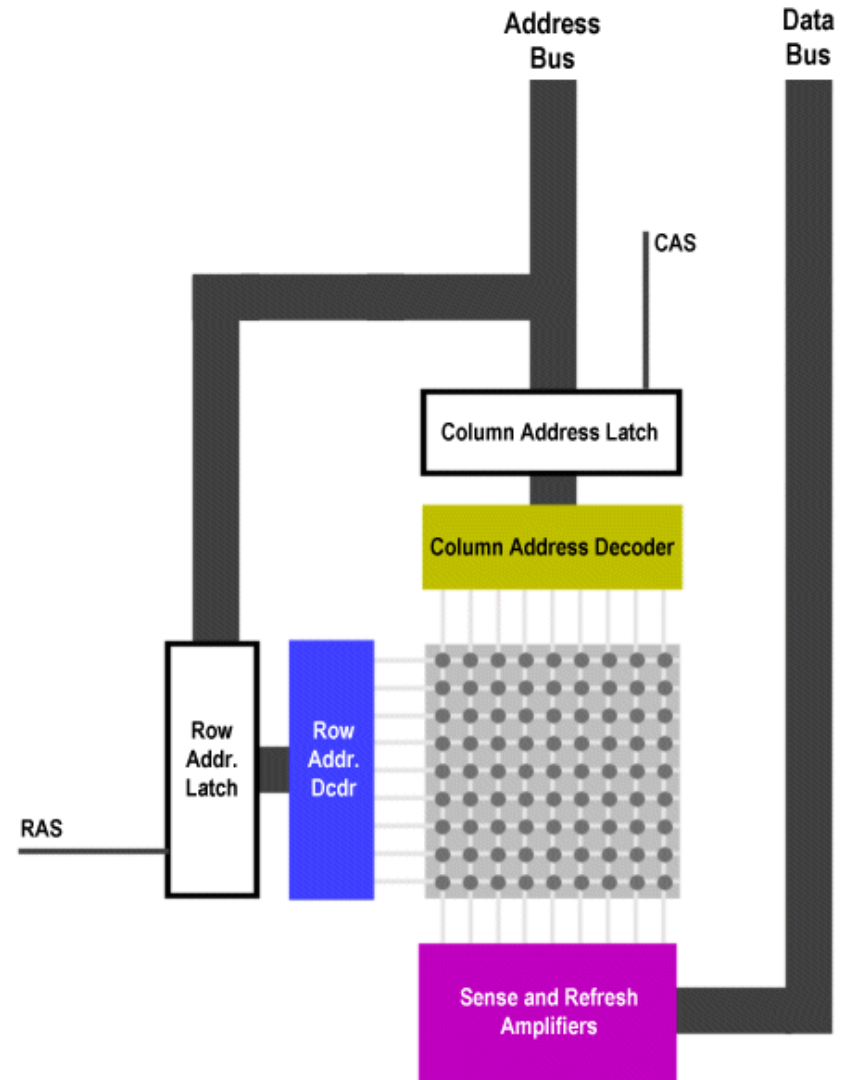 Address
Bus
Data
Bus
CAS
Column Address Latch
Column Address Decoder
Row
Addr.
Latch
Row
Addr.
Dcdr
RAS
Sense and Refresh
Amplifiers